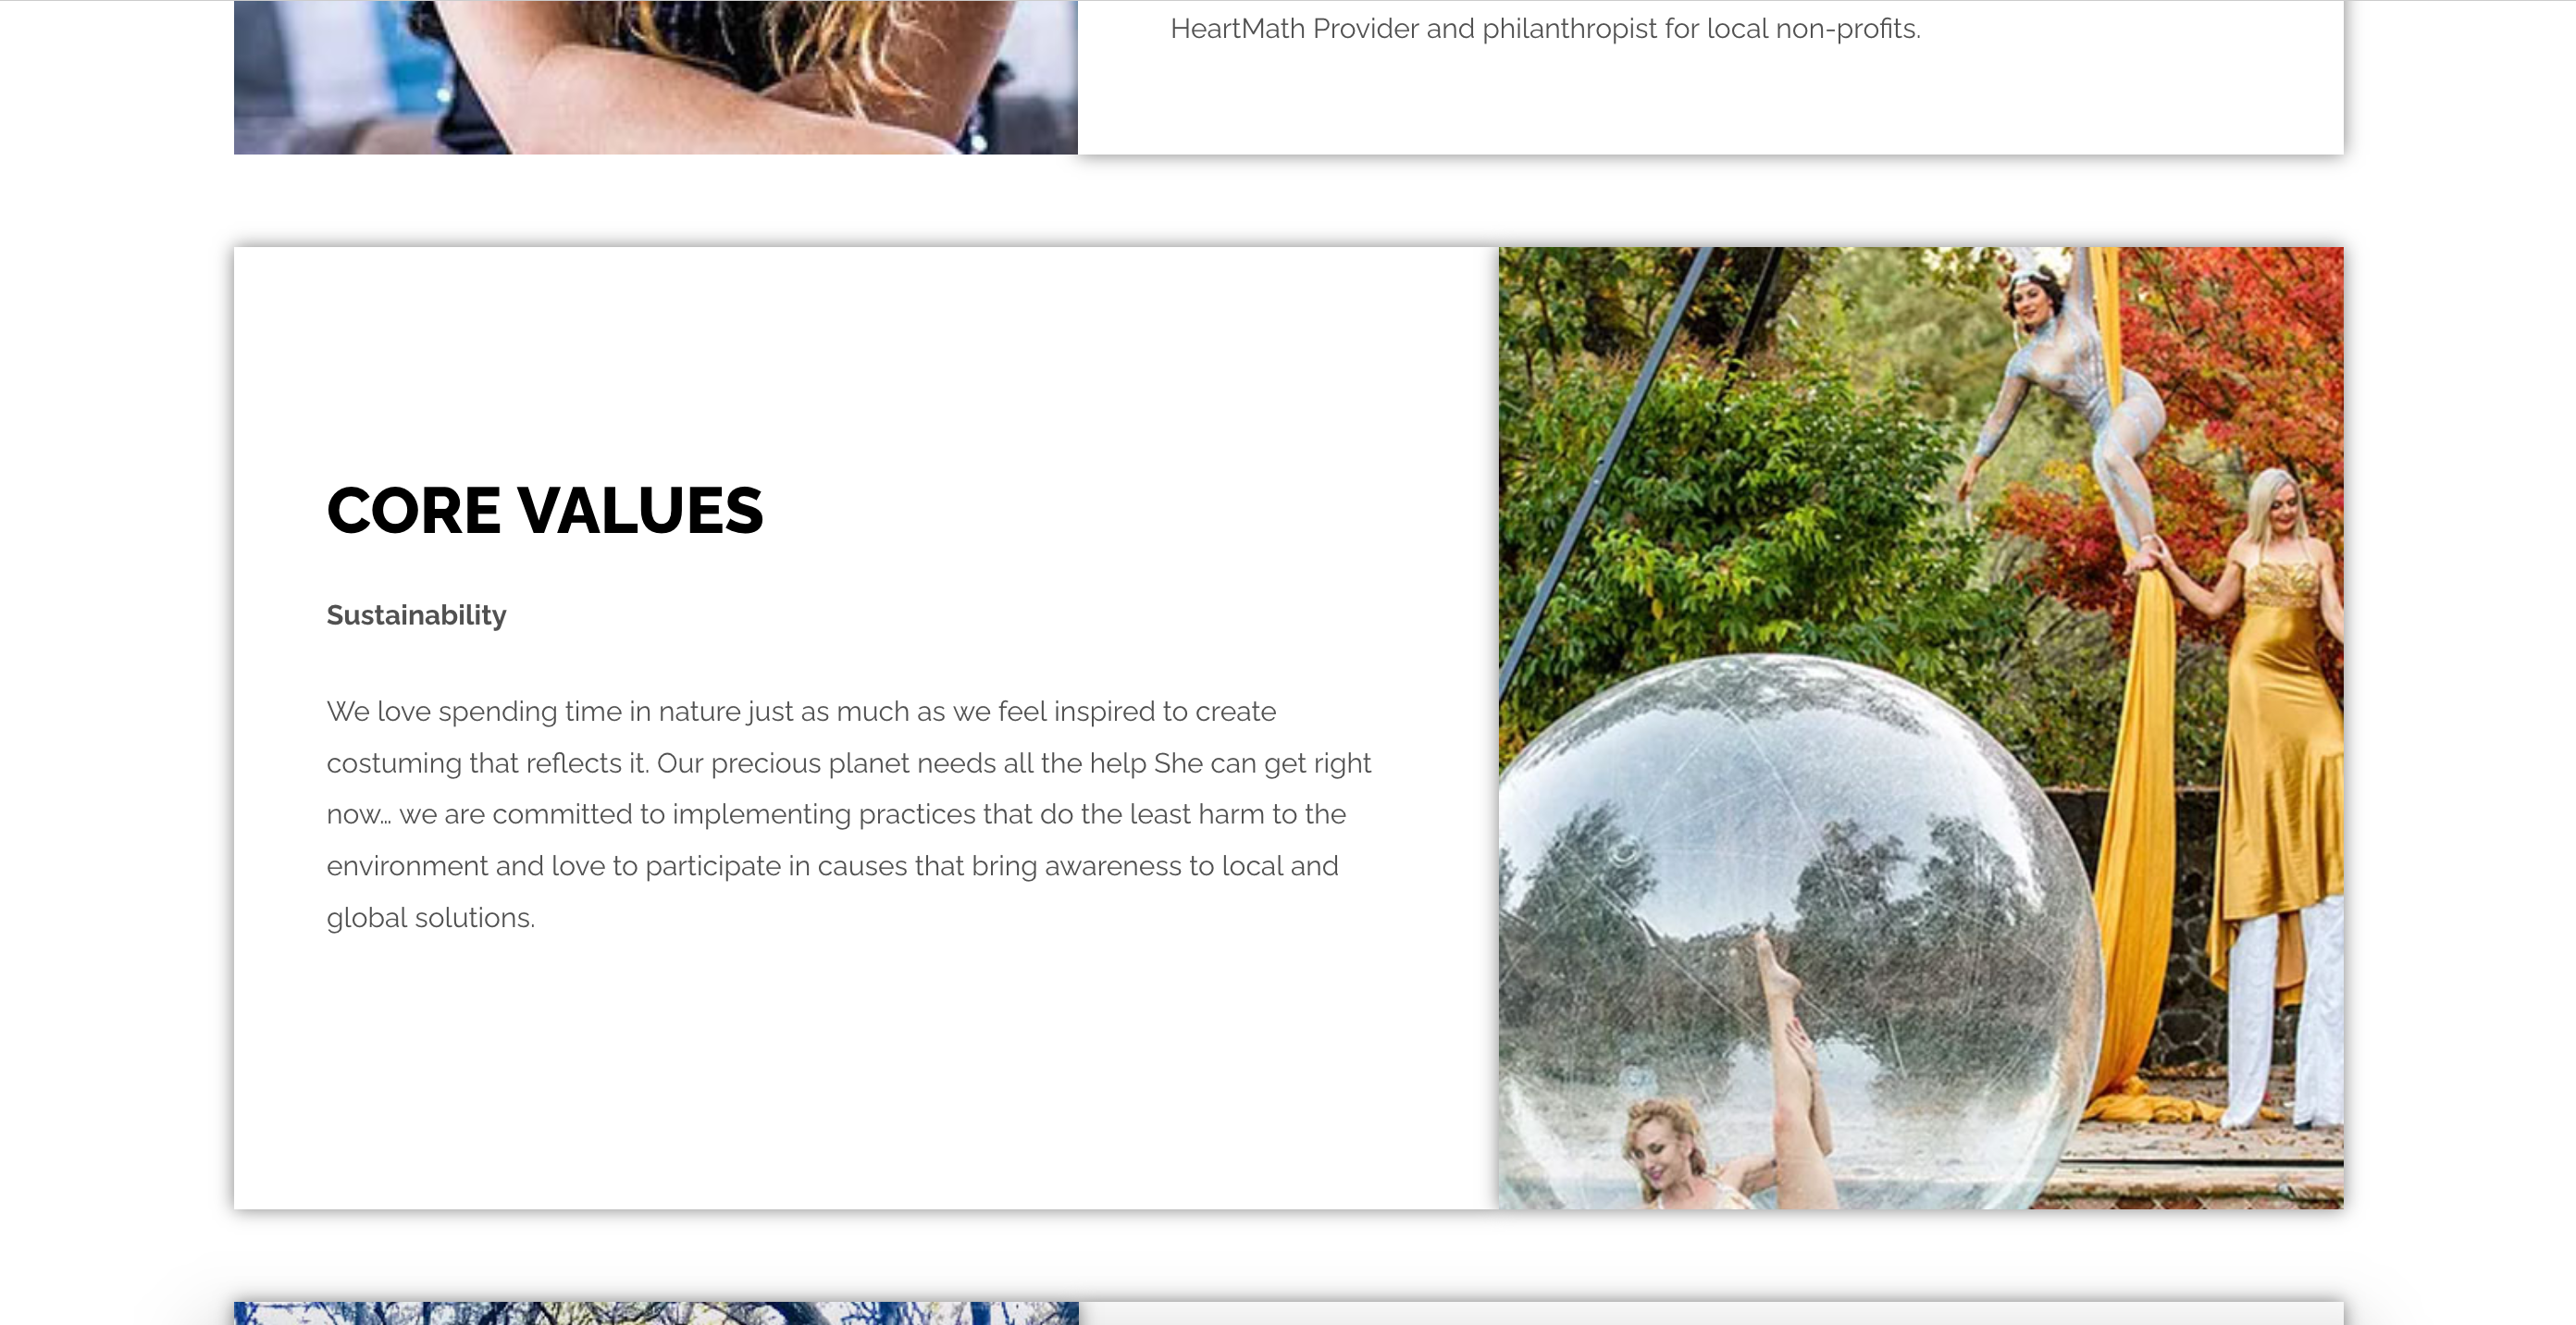 HeartMath Provider and philanthropist for local non-profits.
CORE VALUES
Sustainability
We love spending time in nature just as much as we feel inspired to create
costuming that reflects it. Our precious planet needs all the help She can get right
now... we are committed to implementing practices that do the least harm to the
environment and love to participate in causes that bring awareness to local and
global solutions.